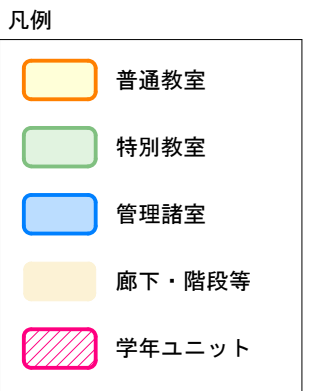 凡例
普通教室
特別教室
管理諸室
廊下・階段等
学年ユニット